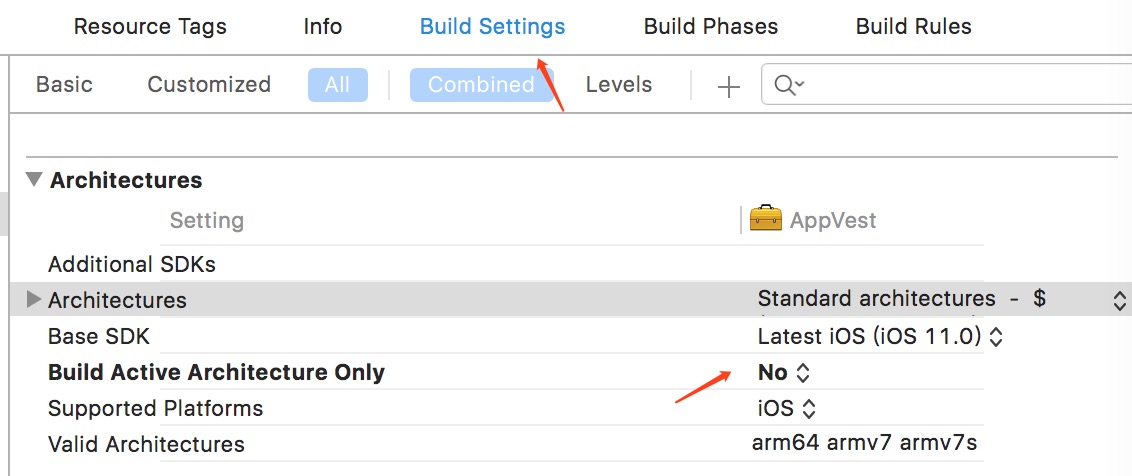 Resource Tags Info Build Settings Build Phases Build Rules
Basic Customized All Combined Levels
Architectures
Setting AppVest
Additional SDKs
Architectures Standard architectures - $
Base SDK Latest iOS (iOS 11.0)
Build Active Architecture Only No
Supported Platforms iOS
Valid Architectures arm64 armv7 armv7s